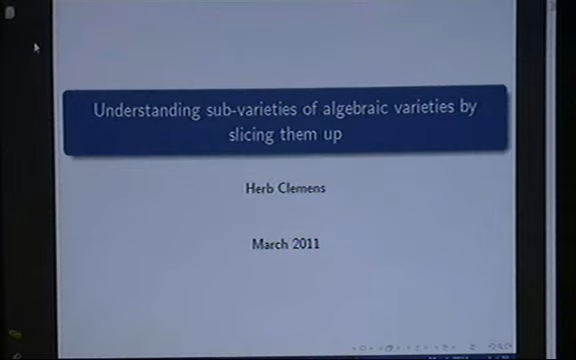 Understanding sub-varieties of algebraic varieties by
slicing them up
Herb Clemens
March 2011